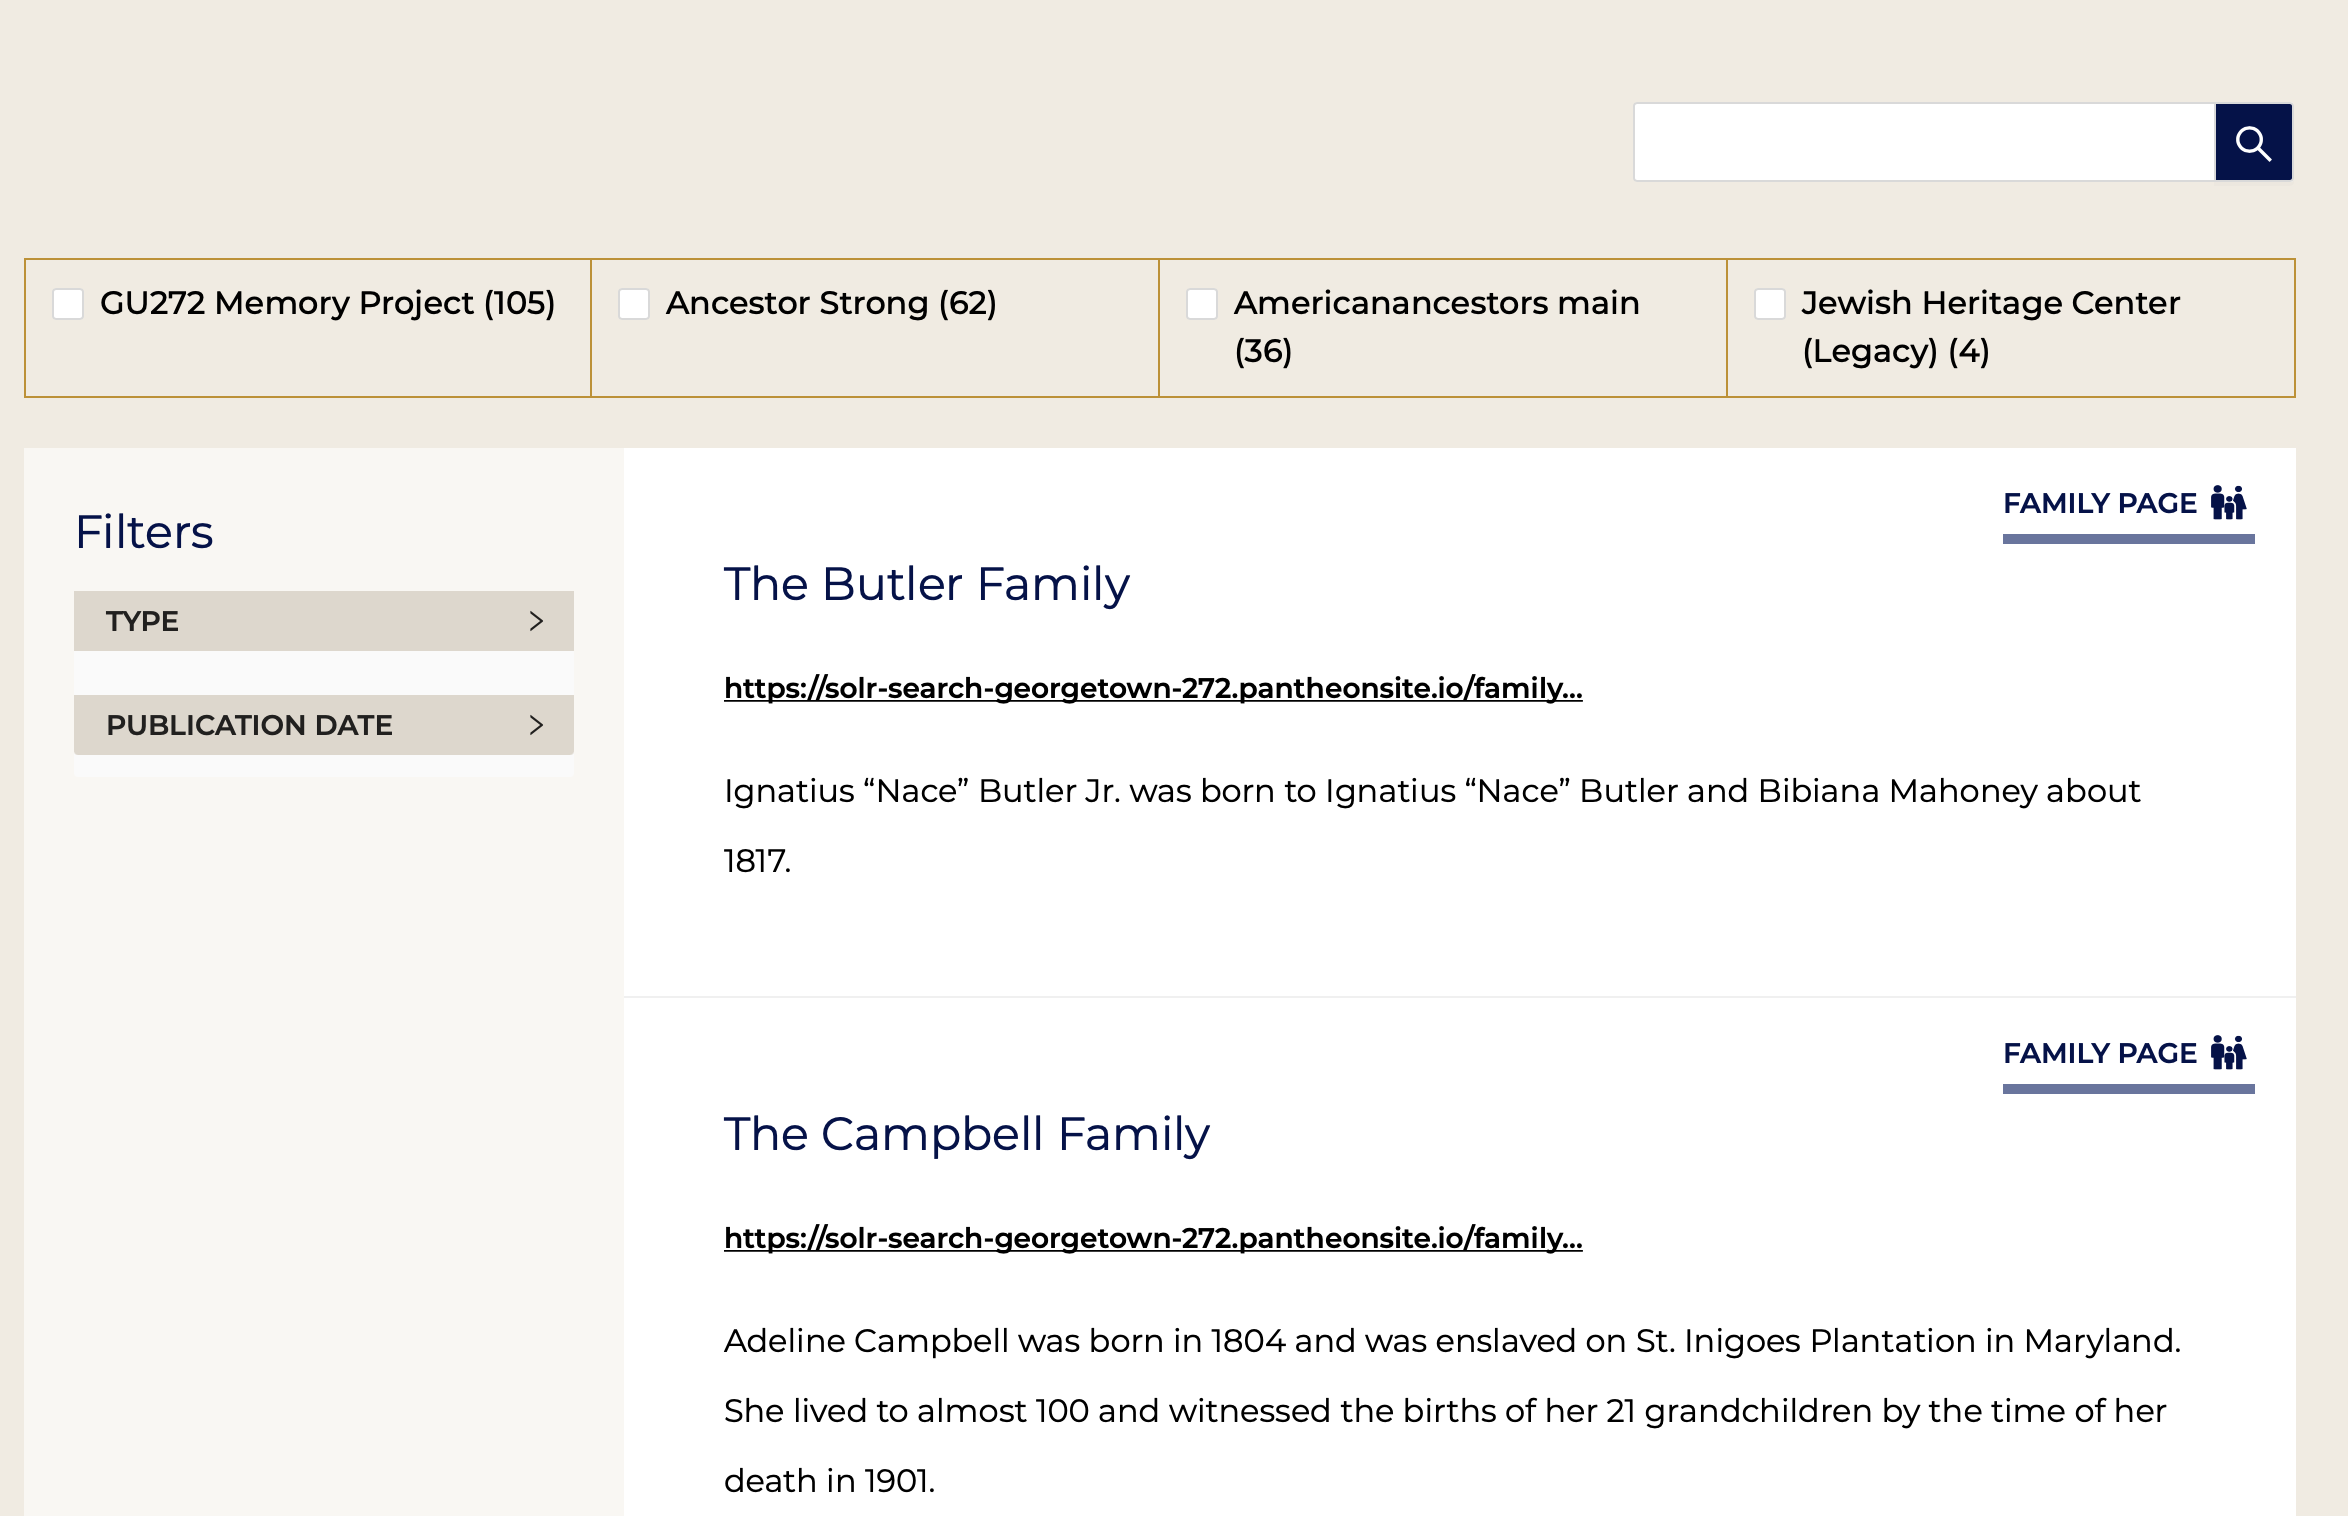 GU272 Memory Project (105)
Ancestor Strong (62)
Americanancestors main
(36)
Jewish Heritage Center
(Legacy) (4)
Filters
TYPE
PUBLICATION DATE
FAMILY PAGE
The Butler Family
https://solr-search-georgetown-272.pantheonsite.io/family...
Ignatius “Nace” Butler Jr. was born to Ignatius “Nace” Butler and Bibiana Mahoney about
1817.
FAMILY PAGE
The Campbell Family
https://solr-search-georgetown-272.pantheonsite.io/family...
Adeline Campbell was born in 1804 and was enslaved on St. Inigoes Plantation in Maryland.
She lived to almost 100 and witnessed the births of her 21 grandchildren by the time of her
death in 1901.